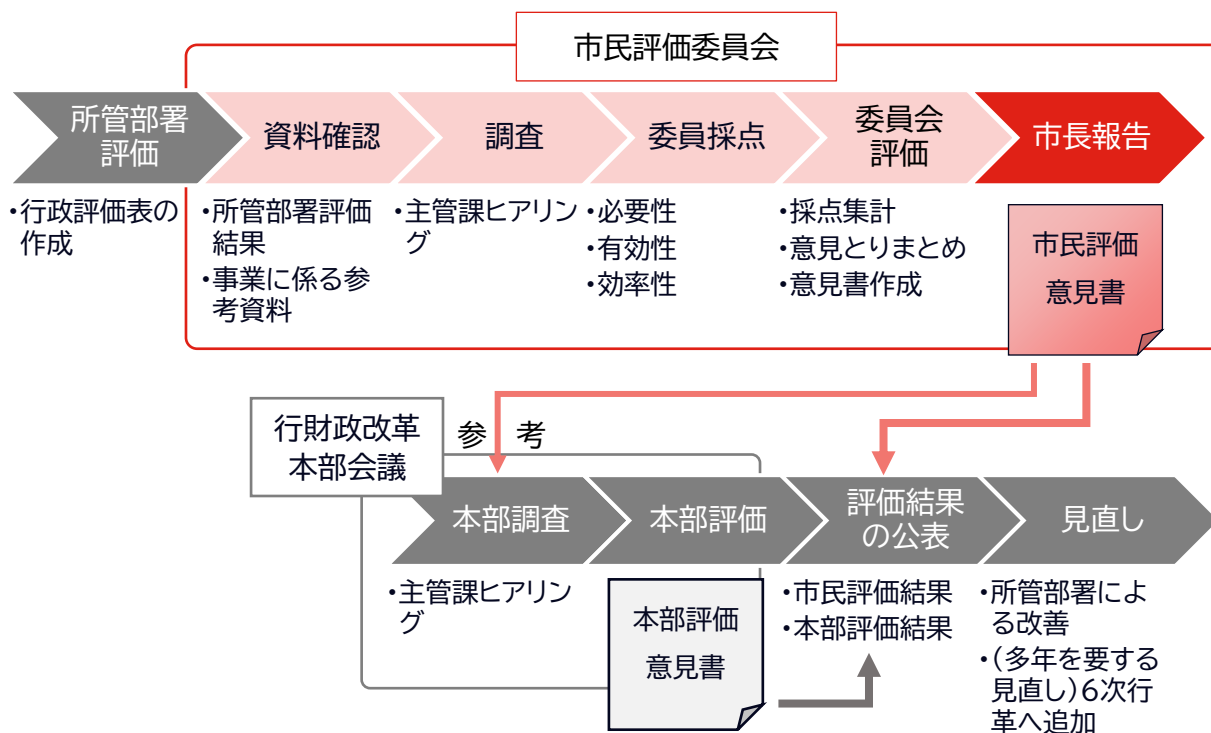 市民評価委員会
所管部署
評価
資料確認
調査
委員採点
委員会
評価
市長報告
・行政評価表の
作成
・所管部署評価
結果
・事業に係る参
考資料
・主管課ヒアリン
グ
・必要性
・有効性
・効率性
・採点集計
・意見とりまとめ
・意見書作成
市民評価
意見書
行財政改革
本部会議
参 考
本部調査
本部評価
評価結果
の公表
見直し
・主管課ヒアリン
グ
本部評価
意見書
・市民評価結果
・本部評価結果
・所管部署によ
る改善
・(多年を要する
見直し)6次行
革へ追加